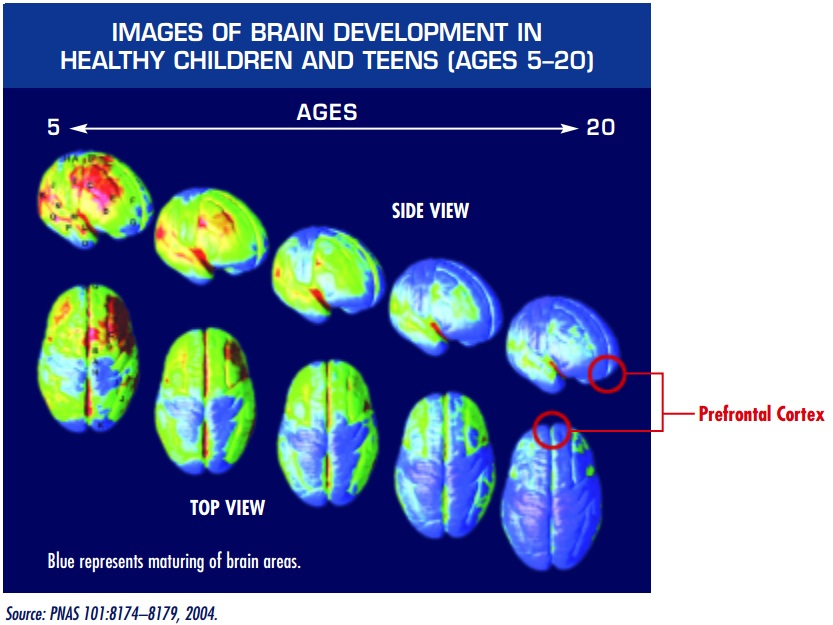 IMAGES OF BRAIN DEVELOPMENT IN
HEALTHY CHILDREN AND TEENS (AGES 5–20)
AGES
5
20
SIDE VIEW
Prefrontal Cortex
TOP VIEW
Blue represents maturing of brain areas.
Source: PNAS 101:8174–8179, 2004.